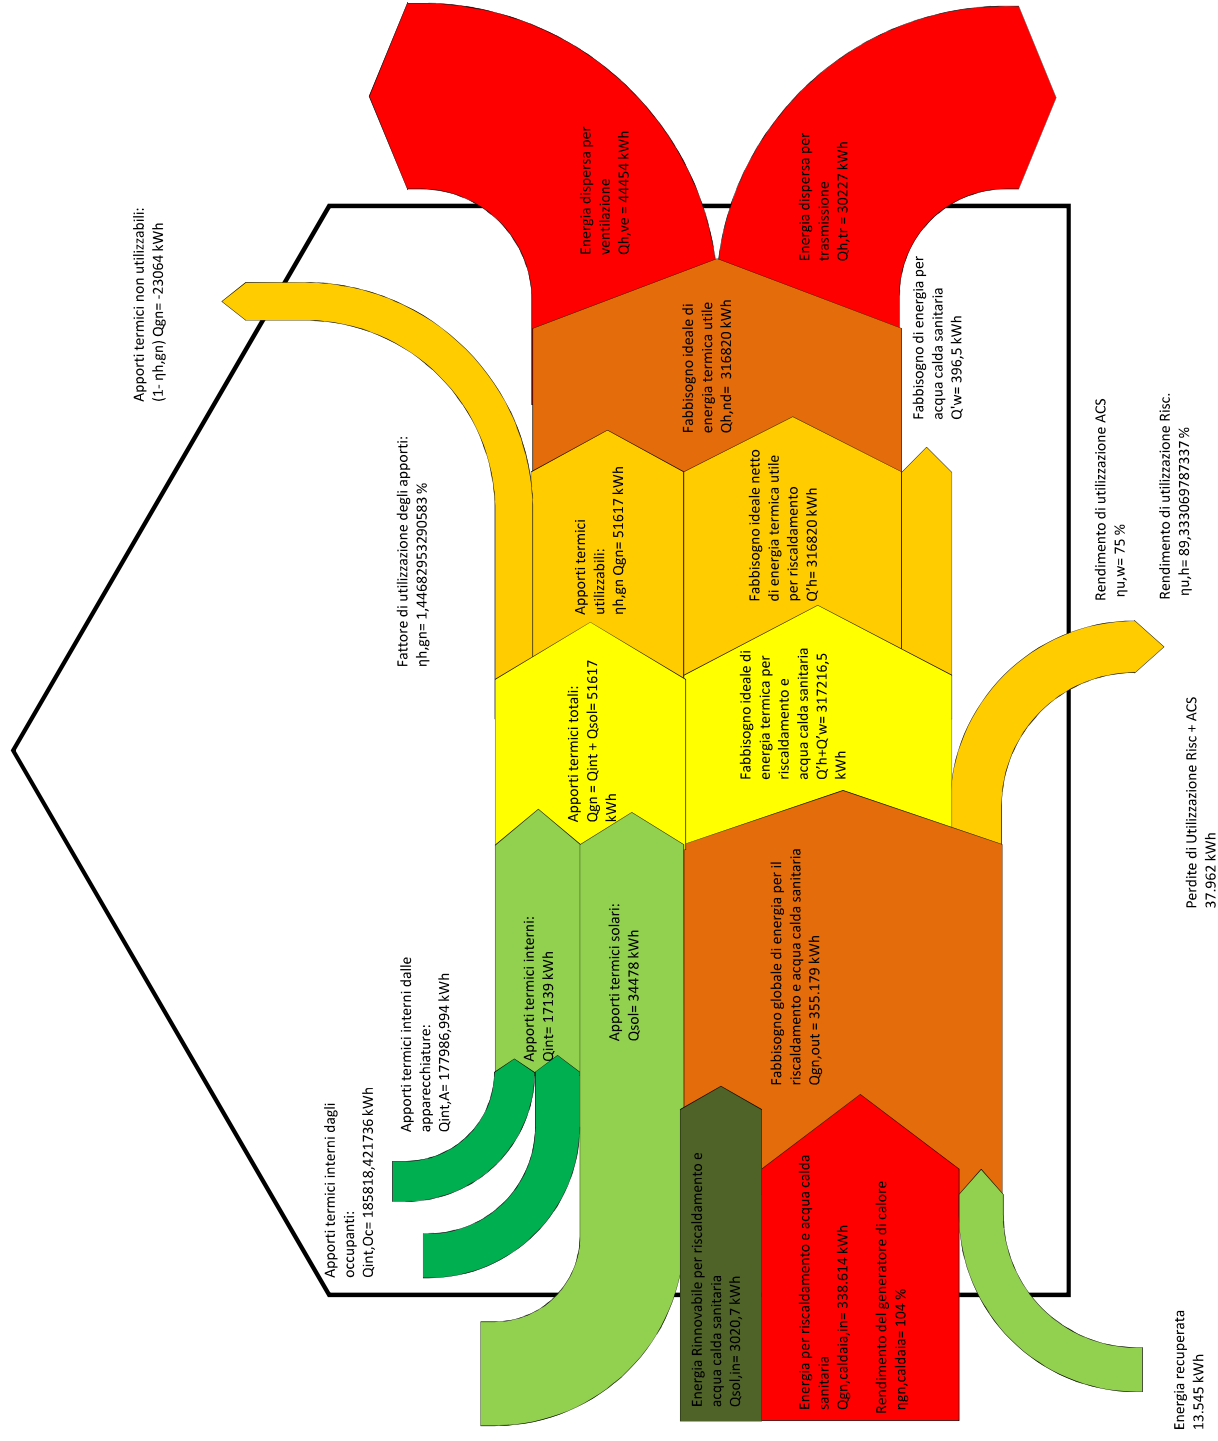 Apporti termici non utilizzabili:
(1- ηh,gn) Qgn= -23064 kWh
Fattore di utilizzazione degli apporti:
ηh,gn= 1,44682953290583 %
Apporti termici interni dalle
apparecchiature:
Qint,A= 177986,994 kWh
Apporti termici interni dagli
occupanti:
Qint,Oc= 185818,421736 kWh
Energia dispersa per
ventilazione
Qh,ve = 44454 kWh
Energia dispersa per
trasmissione
Qh,tr = 30227 kWh
Fabbisogno ideale di
energia termica utile
Qh,nd=  316820 kWh
Fabbisogno di energia per
acqua calda sanitaria
Q'w= 396,5 kWh
Apporti termici
utilizzabili:
ηh,gn Qgn= 51617 kWh
Fabbisogno ideale netto
di energia termica utile
per riscaldamento
Q'h= 316820 kWh
Apporti termici totali:
Qgn = Qint + Qsol= 51617
kWh
Fabbisogno ideale di
energia termica per
riscaldamento e
acqua calda sanitaria
Q'h+Q'w= 317216,5
kWh
Apporti termici interni:
Qint= 17139 kWh
Apporti termici solari:
Qsol= 34478 kWh
Fabbisogno globale di energia per il
riscaldamento e acqua calda sanitaria
Qgn,out = 355.179 kWh
Energia Rinnovabile per riscaldamento e
acqua calda sanitaria
Qsol,in= 3020,7 kWh
Energia per riscaldamento e acqua calda
sanitaria
Qgn,caldaia,in= 338.614 kWh
Rendimento del generatore di calore
ηgn,caldaia= 104 %
Rendimento di utilizzazione ACS
ηu,w= 75 %
Rendimento di utilizzazione Risc.
ηu,h= 89,3330697873​37 %
Perdite di Utilizzazione Risc + ACS
37.962 kWh
Energia recuperata
13.545 kWh